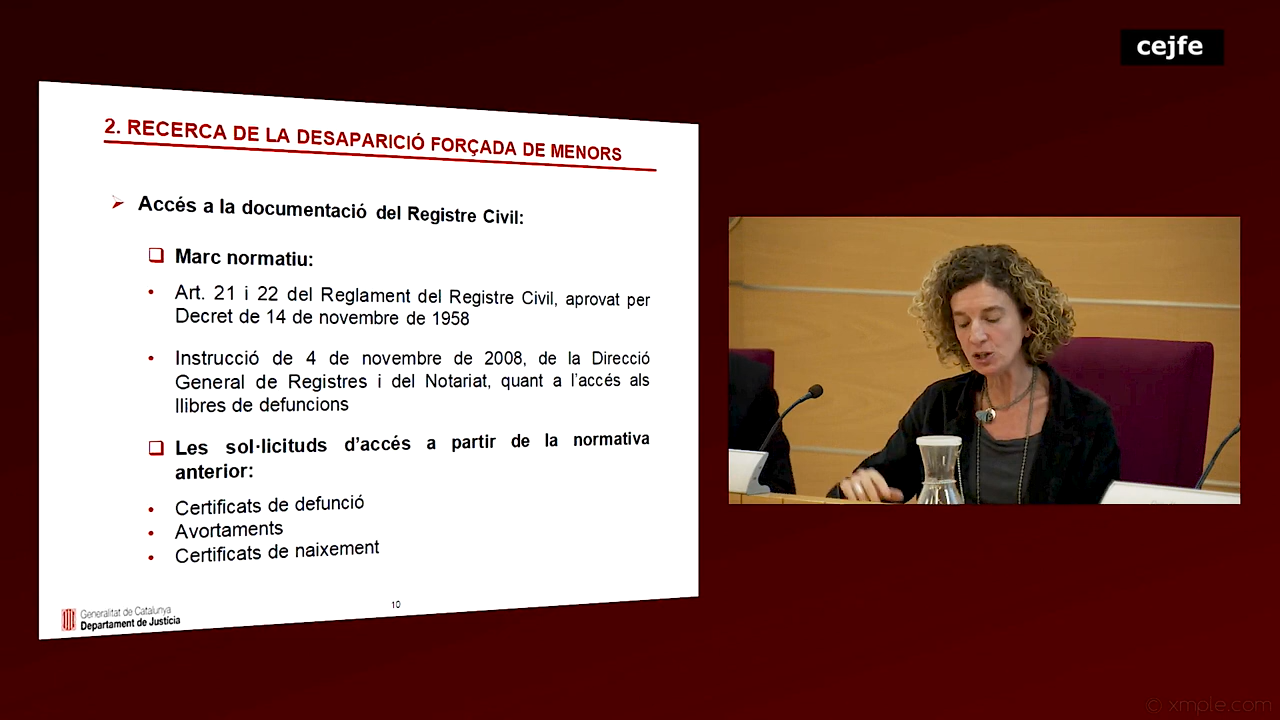 cejfe
2. RECERCA DE LA DESAPARICIÓ FORÇADA DE MENORS
Accés a la documentació del Registre Civil:
Marc normatiu:
• Art. 21 i 22 del Reglament del Registre Civil, aprovat per
Decret de 14 de novembre de 1958
• Instrucció de 4 de novembre de 2008, de la Direcció
General de Registres i del Notariat, quant a l'accés als
llibres de defuncions
Les sol·licituds d'accés a partir de la normativa
anterior:
• Certificats de defunció
• Avortaments
• Certificats de naixement
Generalitat de Catalunya
Departament de Justícia
10
© xmple.com